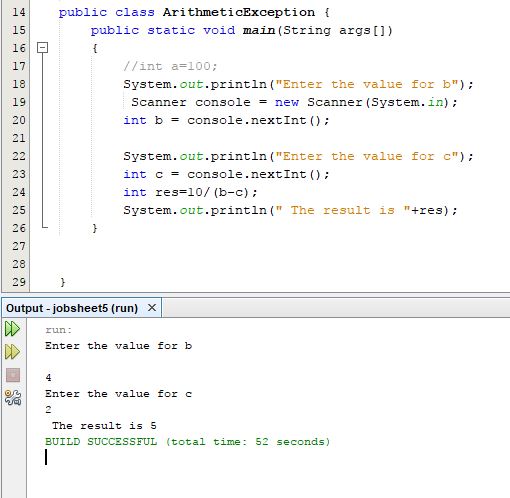 14 public class ArithmeticException {
15 public static void main(String args[])
16 {
17 //int a=100;
18 System.out.println("Enter the value for b");
19 Scanner console = new Scanner(System.in);
20 int b = console.nextInt();
21
22 System.out.println("Enter the value for c");
23 int c = console.nextInt();
24 int res=10/(b-c);
25 System.out.println(" The result is "+res);
26 }
27
28
29 }
Output - jobsheet5 (run) ×
run:
Enter the value for b
4
Enter the value for c
2
The result is 5
BUILD SUCCESSFUL (total time: 52 seconds)